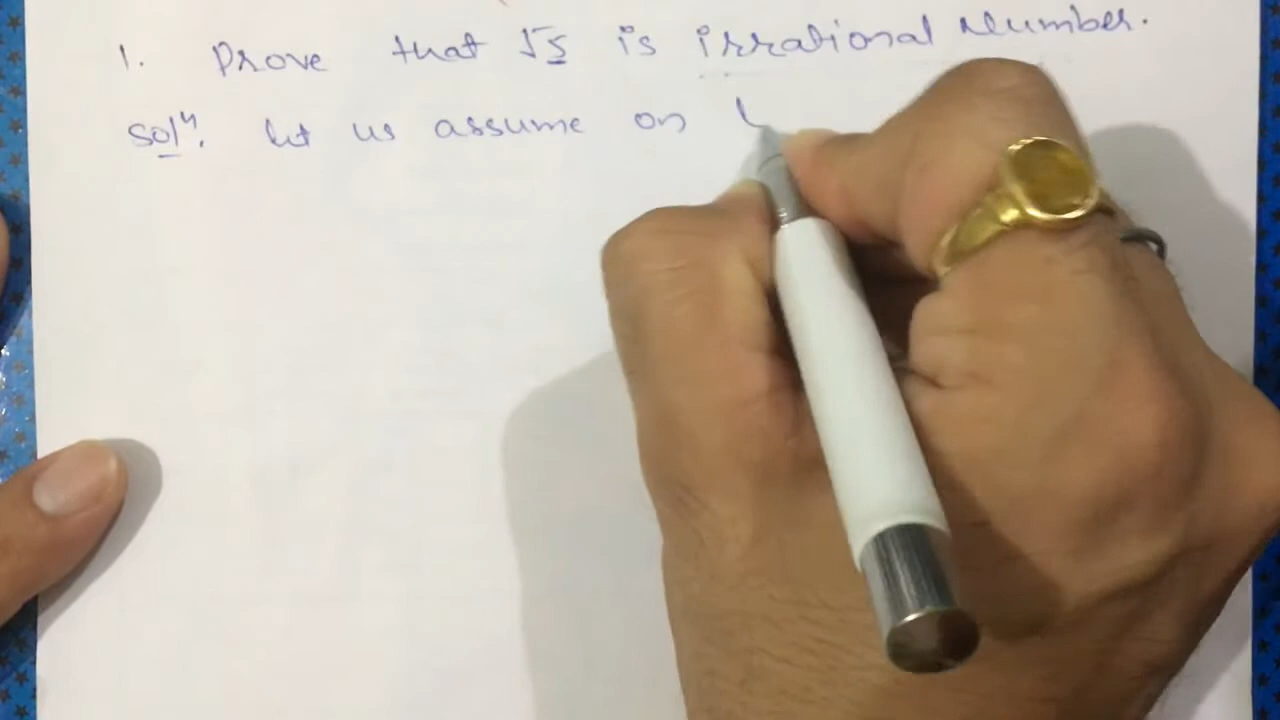 1. Prove that √5 is irrational Number.
Solⁿ. let us assume on